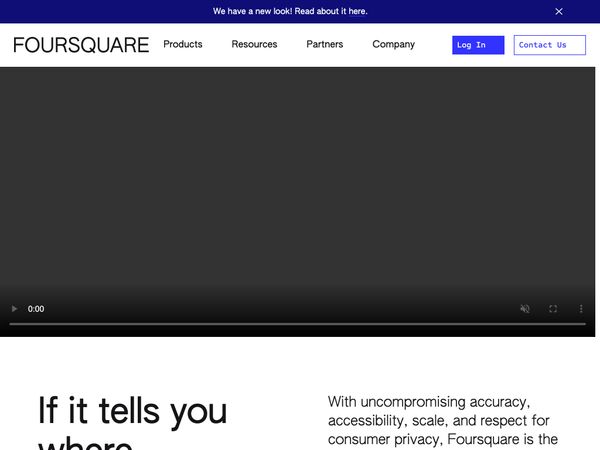 We have a new look! Read about it here.
FOURSQUARE Products Resources Partners Company Log In Contact Us
0:00
If it tells you
where
With uncompromising accuracy,
accessibility, scale, and respect for
consumer privacy, Foursquare is the